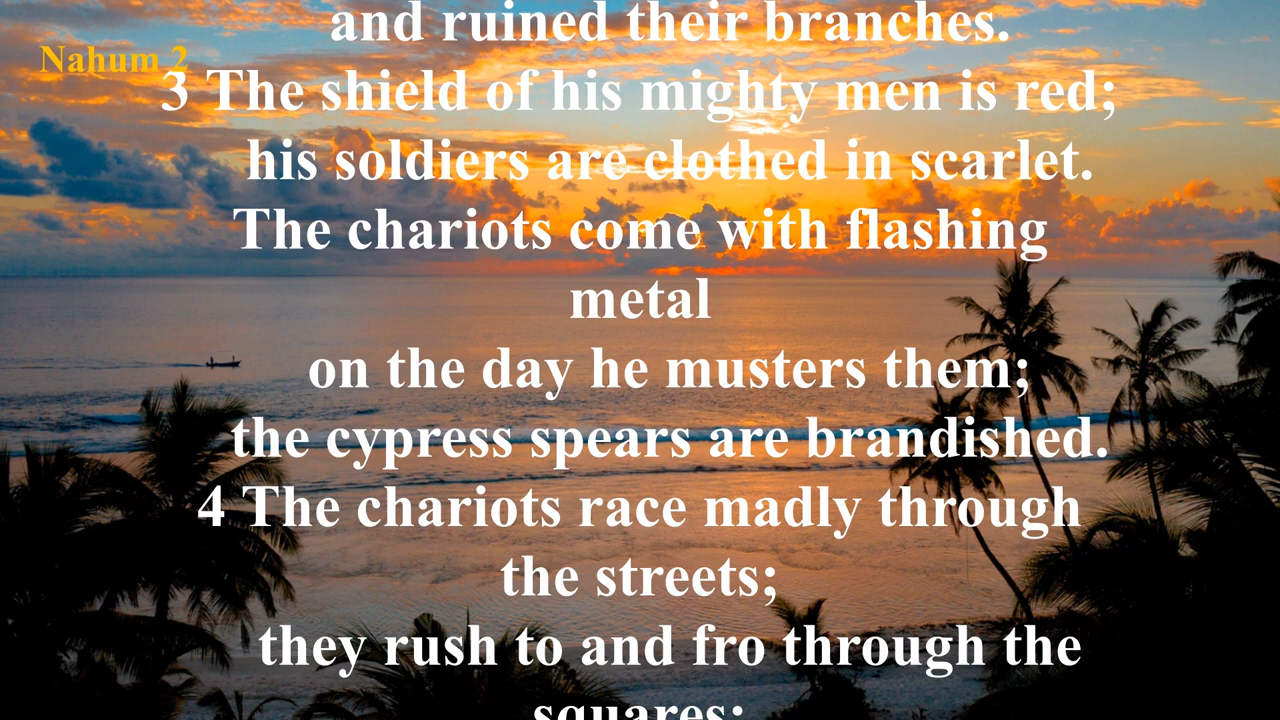 and ruined their branches.
Nahum 2
3 The shield of his mighty men is red;
his soldiers are clothed in scarlet.
The chariots come with flashing
metal
on the day he musters them;
the cypress spears are brandished.
4 The chariots race madly through
the streets;
they rush to and fro through the
squares;